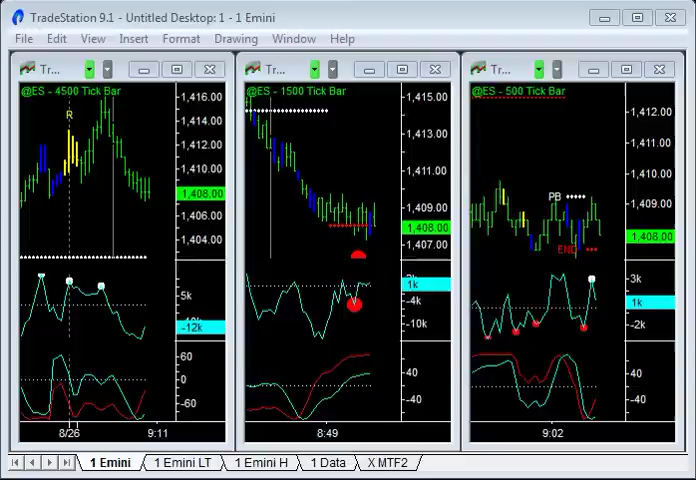 TradeStation 9.1 - Untitled Desktop: 1 - 1 Emini
File Edit View Insert Format Drawing Window Help
Tr...
@ES - 4500 Tick Bar
R
1,416.00
1,414.00
1,412.00
1,410.00
1,408.00
1,406.00
1,404.00
5k
-12k
60
0
-60
8/26 9:11
Tr...
@ES - 1500 Tick Bar
1,415.00
1,413.00
1,411.00
1,409.00
1,408.00
1,407.00
1k
-4k
-10k
40
-40
8:49
Tr...
@ES - 500 Tick Bar
PB
END
1,412.00
1,409.00
1,408.00
3k
1k
-2k
40
-40
9:02
1 Emini 1 Emini LT 1 Emini H 1 Data X MTF2